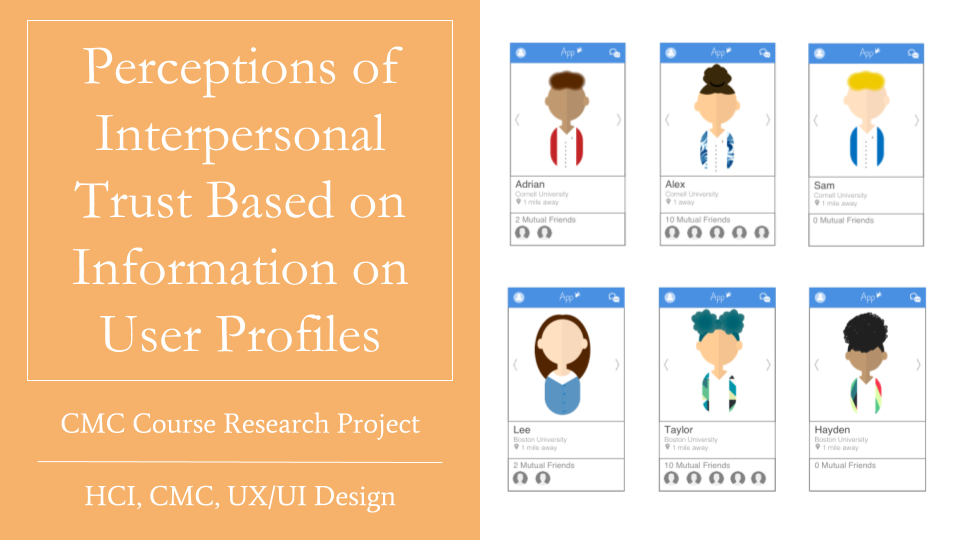 Perceptions of
Interpersonal
Trust Based on
Information on
User Profiles
CMC Course Research Project
HCI, CMC, UX/UI Design
App
Adrian
Cornell University
1 mile away
2 Mutual Friends
App
Alex
Cornell University
1 away
10 Mutual Friends
App
Sam
Cornell University
1 mile away
0 Mutual Friends
App
Lee
Boston University
1 mile away
2 Mutual Friends
App
Taylor
Boston University
1 mile away
10 Mutual Friends
App
Hayden
Boston University
1 mile away
0 Mutual Friends